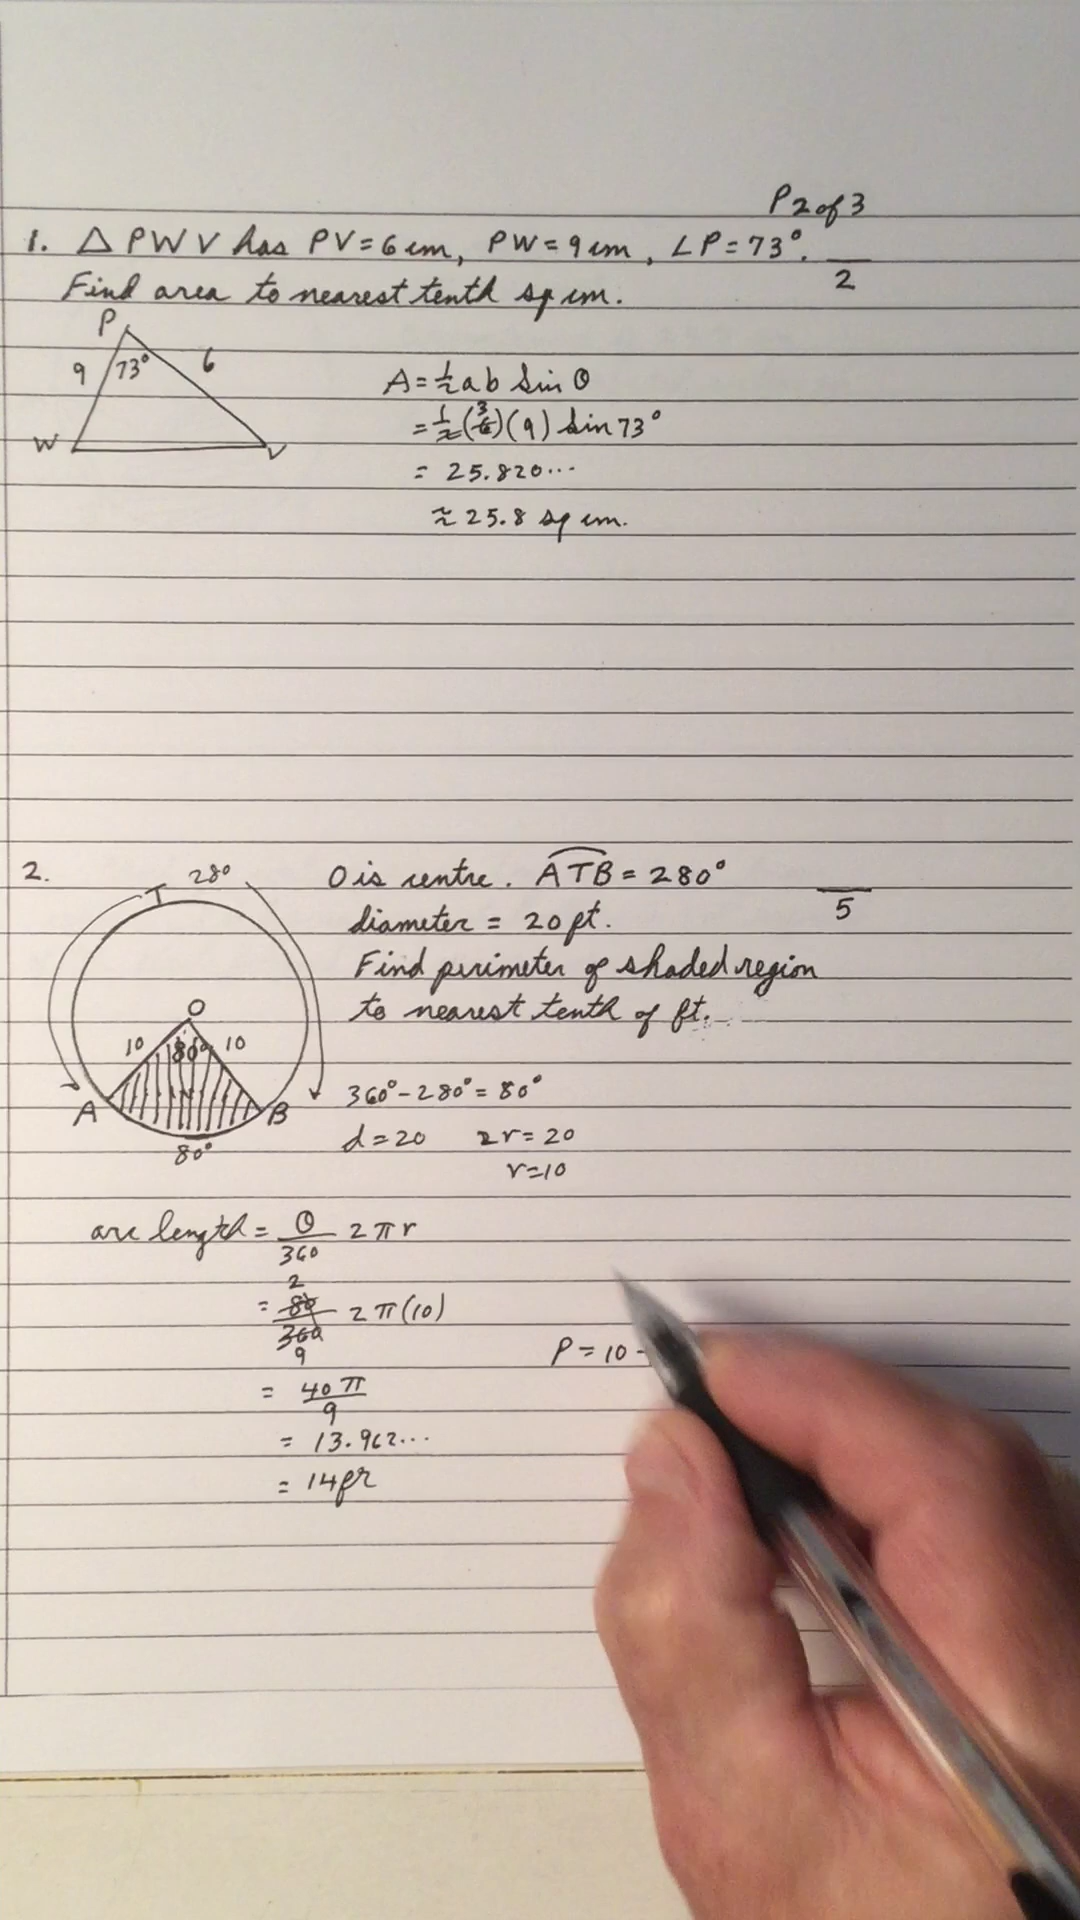 P2 of 3
1. △ PWV has PV = 6 cm, PW = 9 cm, ∠P = 73°.
2
Find area to nearest tenth sq cm.
P
9 73° 6
W V
A = ½ab sin θ
= 1/2 (6)(9) sin 73°
3
= 25.820...
≈ 25.8 sq cm.
2.
T 280
O
10 80° 10
A B
80°
O is centre. ATB = 280°
5
diameter = 20 ft.
Find perimeter of shaded region
to nearest tenth of ft.
360° - 280° = 80°
d = 20 2r = 20
r = 10
arc length = θ/360 2πr
2
= 80/360 2π(10)
9
= 40π/9
= 13.962...
= 14 ft
P = 10 -